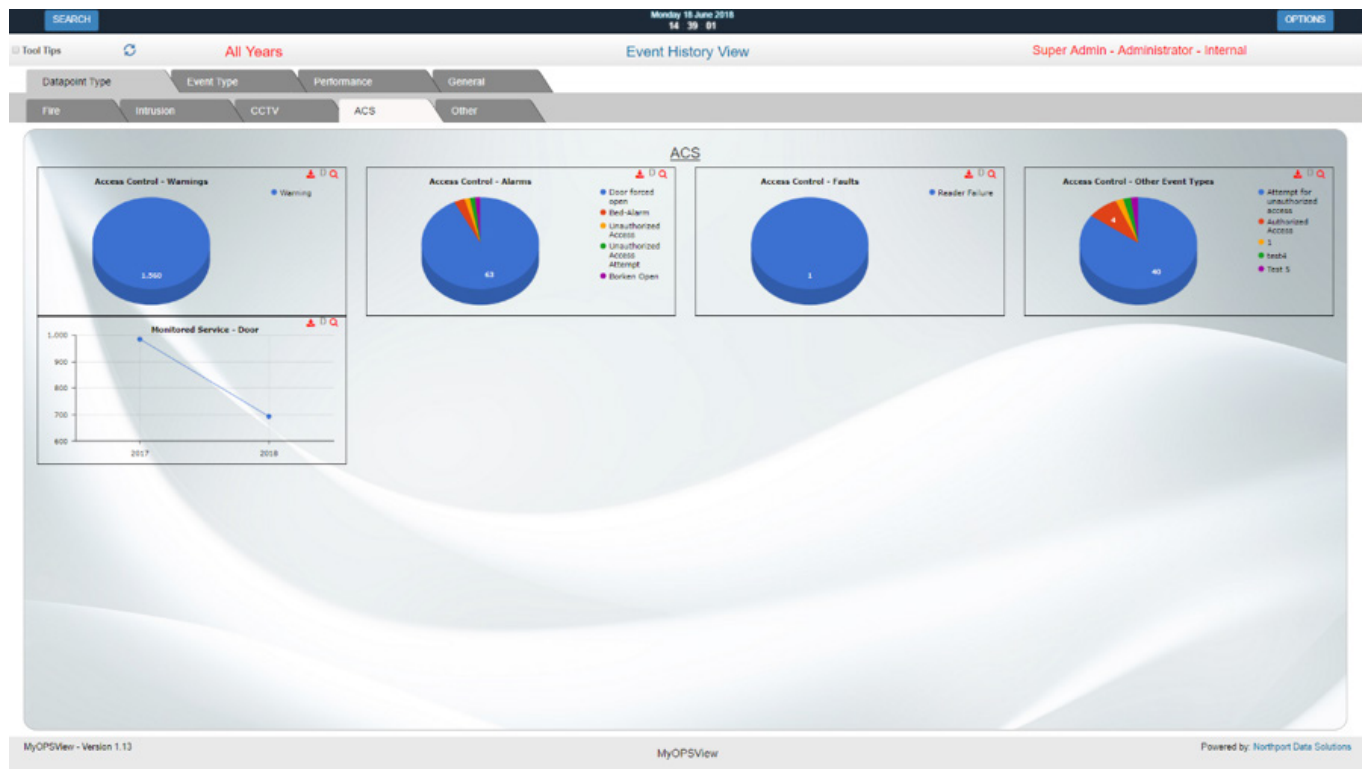 SEARCH
Monday 18 June 2018
14 39 01
OPTIONS
Tool Tips
All Years
Event History View
Super Admin - Administrator - Internal
Datapoint Type
Event Type
Performance
General
Fire
Intrusion
CCTV
ACS
Other
ACS
Access Control - Warnings
D
Warning
1,560
Access Control - Alarms
D
Door forced
open
Bed-Alarm
Unauthorized
Access
Unauthorized
Access
Attempt
Borken Open
63
Access Control - Faults
D
Reader Failure
1
Access Control - Other Event Types
D
Attempt for
unauthorized
access
Authorized
Access
1
test4
Test 5
4
40
Monitored Service - Door
D
1,000
900
800
700
600
2017
2018
MyOPSView - Version 1.13
MyOPSView
Powered by: Northport Data Solutions